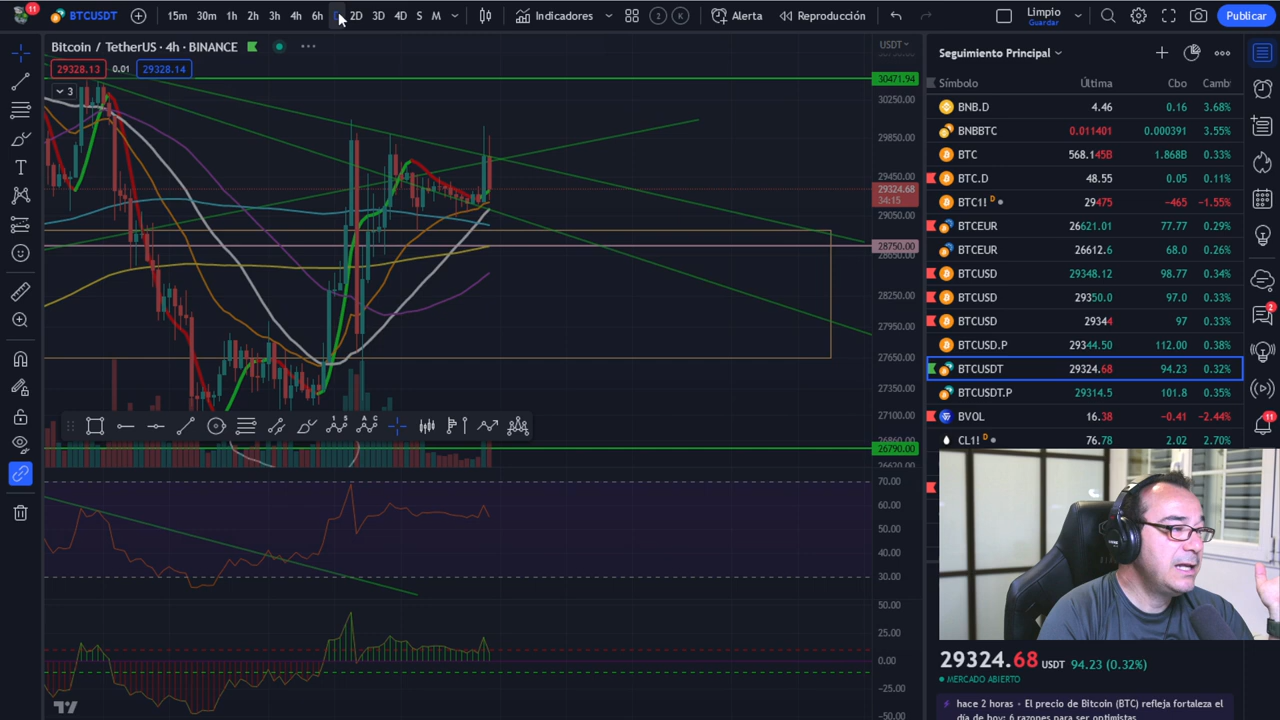 11
BTCUSDT
15m 30m 1h 2h 3h 4h 6h D 2D 3D 4D S M
Indicadores
2 K
Alerta
Reproducción
Limpio
Guardar
Publicar
Bitcoin / TetherUS · 4h · BINANCE
29328.13 0.01 29328.14
3
USDT
30471.94
30250.00
29850.00
29450.00
29324.68
34:15
29050.00
28750.00
28650.00
28250.00
27950.00
27650.00
27350.00
27100.00
26860.00
26790.00
26620.00
70.00
60.00
50.00
40.00
30.00
50.00
25.00
0.00
−25.00
−50.00
Seguimiento Principal
Símbolo Última Cbo Camb
BNB.D 4.46 0.16 3.68%
BNBBTC 0.011401 0.000391 3.55%
BTC 568.145B 1.868B 0.33%
BTC.D 48.55 0.05 0.11%
BTC1! D 29475 −465 −1.55%
BTCEUR 26621.01 77.77 0.29%
BTCEUR 26612.6 68.0 0.26%
BTCUSD 29348.12 98.77 0.34%
BTCUSD 29350.0 97.0 0.33%
BTCUSD 29344 97 0.33%
BTCUSD.P 29344.50 112.00 0.38%
BTCUSDT 29324.68 94.23 0.32%
BTCUSDT.P 29314.5 101.8 0.35%
BVOL 16.38 −0.41 −2.44%
CL1! D 76.78 2.02 2.70%
29324.68 USDT 94.23 (0.32%)
MERCADO ABIERTO
hace 2 horas • El precio de Bitcoin (BTC) refleja fortaleza el
día de hoy: 6 razones para ser optimistas
2
11